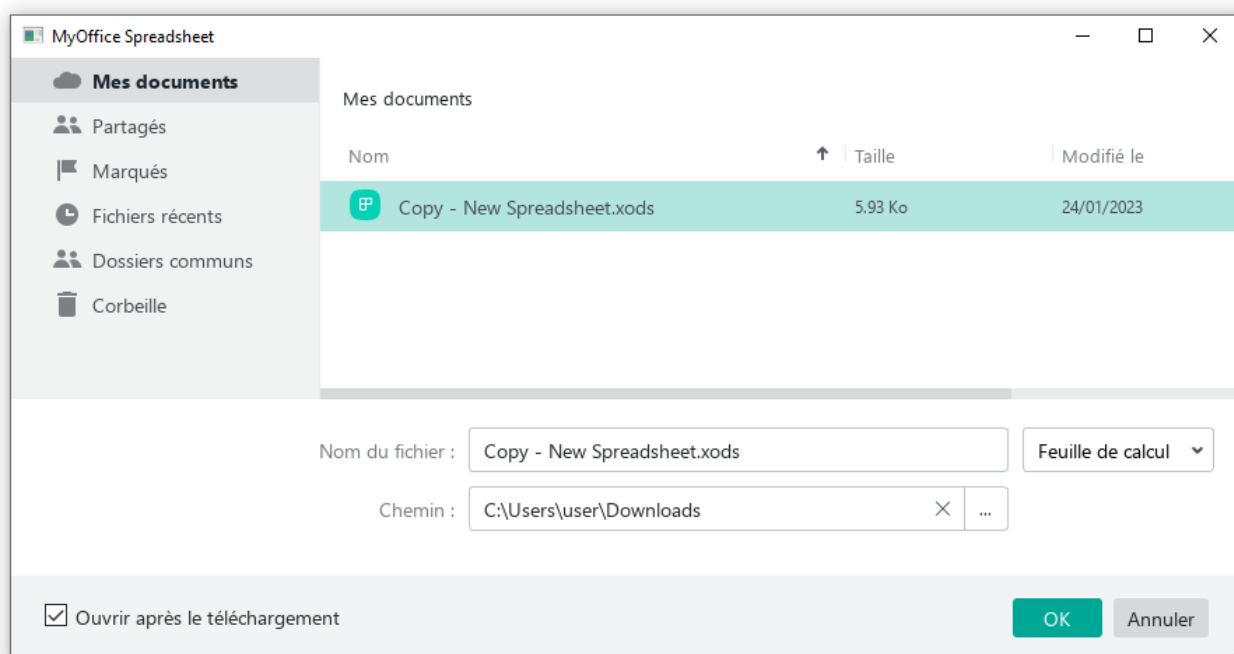 MyOffice Spreadsheet
Mes documents
Partagés
Marqués
Fichiers récents
Dossiers communs
Corbeille
Mes documents
Nom Taille Modifié le
Copy - New Spreadsheet.xods 5.93 Ko 24/01/2023
Nom du fichier : Copy - New Spreadsheet.xods Feuille de calcul
Chemin : C:\Users\user\Downloads ...
Ouvrir après le téléchargement
OK Annuler